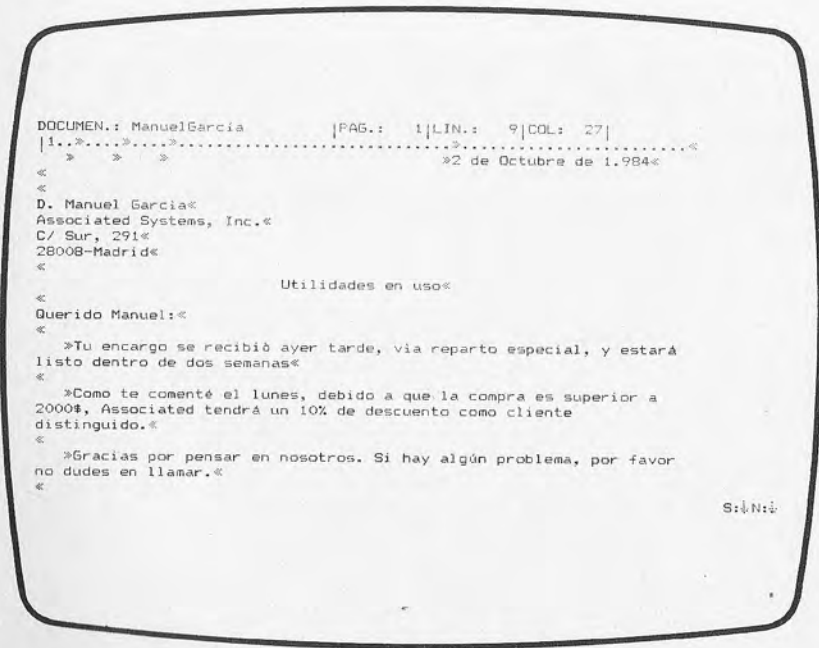 DOCUMEN.: ManuelGarcia |PAG.: 1|LIN.: 9|COL: 27|
|1..»....»....»...................................»............................«
» » » »2 de Octubre de 1.984«
«
«
D. Manuel Garcia«
Associated Systems, Inc.«
C/ Sur, 291«
28008-Madrid«
«
Utilidades en uso«
«
Querido Manuel:«
«
»Tu encargo se recibió ayer tarde, via reparto especial, y estará
listo dentro de dos semanas«
«
»Como te comenté el lunes, debido a que la compra es superior a
2000$, Associated tendrá un 10% de descuento como cliente
distinguido.«
«
»Gracias por pensar en nosotros. Si hay algún problema, por favor
no dudes en llamar.«
«
S:↓N:↓